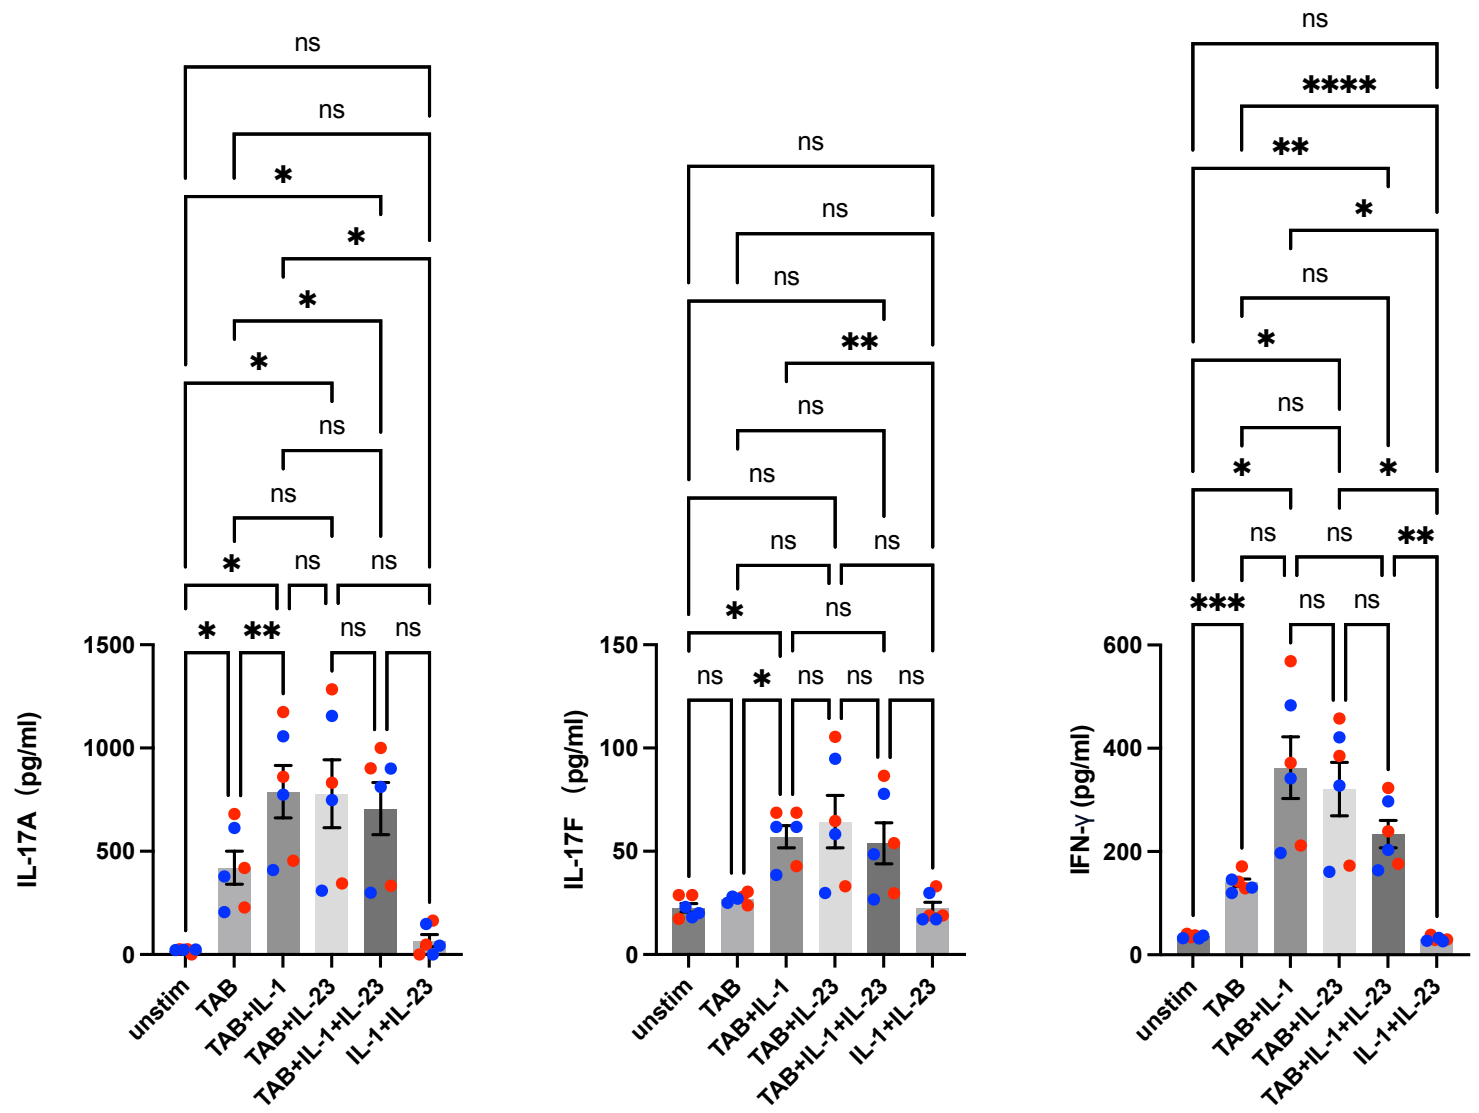 ns
ns
*
*
*
*
ns
ns
* ns ns
* ** ns ns
1500
1000
500
0
IL-17A (pg/ml)
unstim
TAB
TAB+IL-1
TAB+IL-23
TAB+IL-1+IL-23
IL-1+IL-23
ns
ns
ns
**
ns
ns
ns ns
* ns
ns * ns ns ns
150
100
50
0
IL-17F (pg/ml)
unstim
TAB
TAB+IL-1
TAB+IL-23
TAB+IL-1+IL-23
IL-1+IL-23
ns
****
**
*
ns
*
ns
* *
ns ns **
*** ns ns
600
400
200
0
IFN-γ (pg/ml)
unstim
TAB
TAB+IL-1
TAB+IL-23
TAB+IL-1+IL-23
IL-1+IL-23